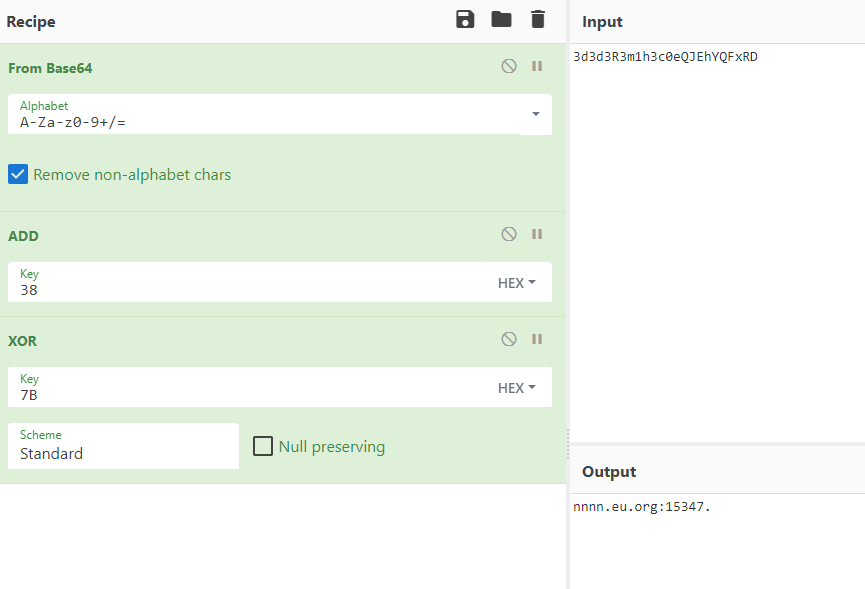 Recipe
From Base64
Alphabet
A-Za-z0-9+/=
Remove non-alphabet chars
ADD
Key
38
HEX
XOR
Key
7B
HEX
Scheme
Standard
Null preserving
Input
3d3d3R3m1h3c0eQJEhYQFxRD
Output
nnnn.eu.org:15347.